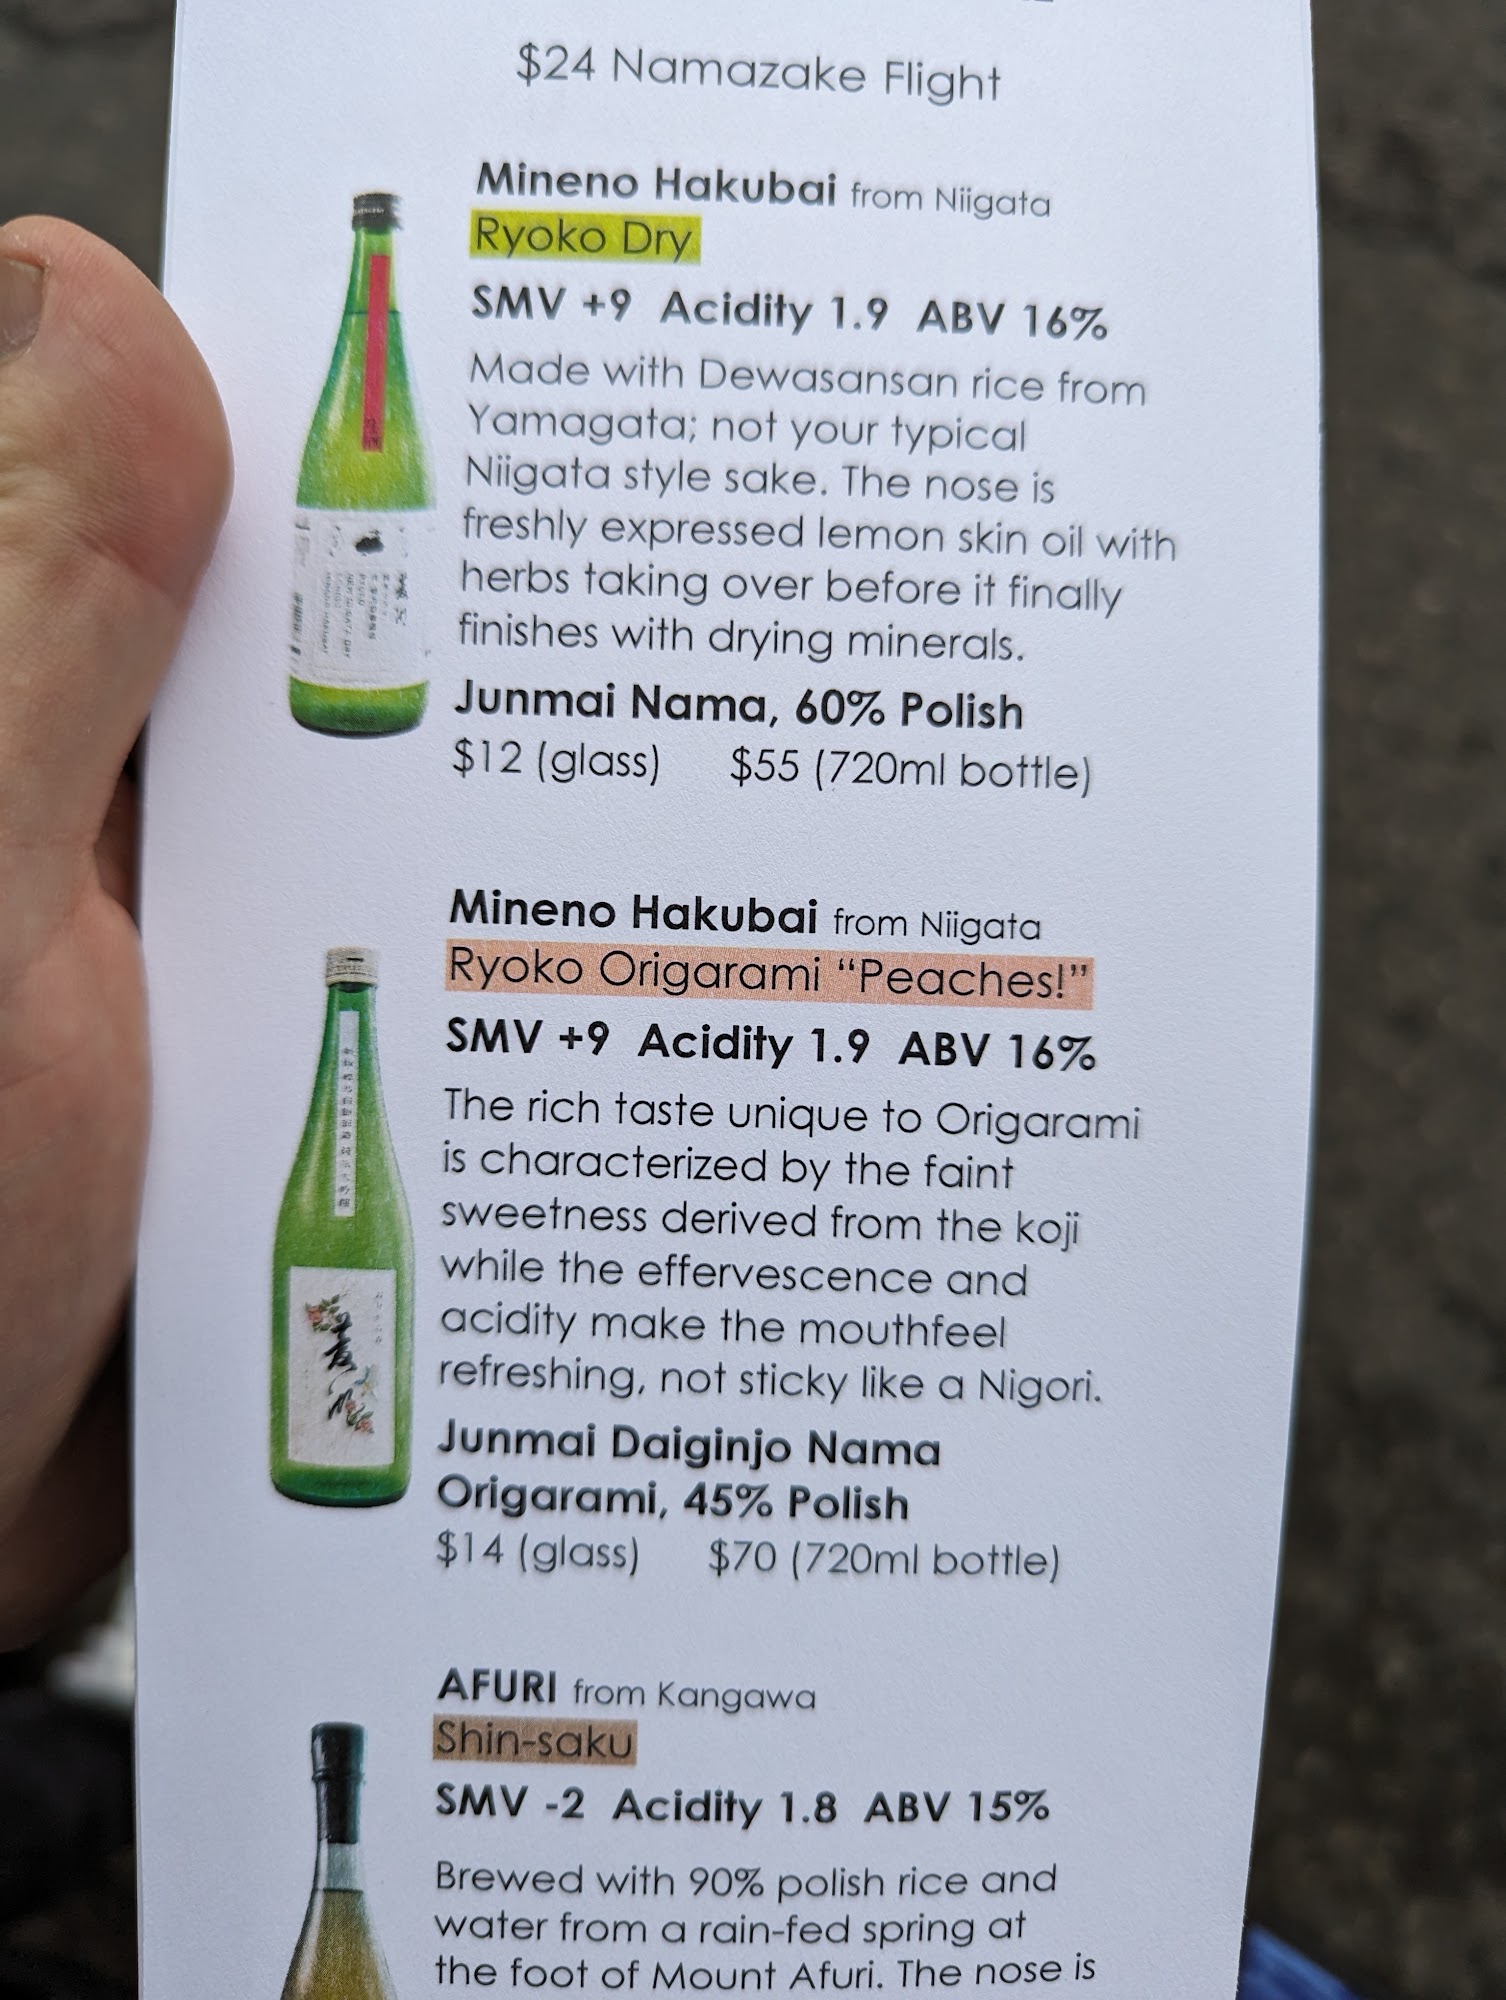 $24 Namazake Flight
Mineno Hakubai from Niigata
Ryoko Dry
SMV +9 Acidity 1.9 ABV 16%
Made with Dewasansan rice from
Yamagata; not your typical
Niigata style sake. The nose is
freshly expressed lemon skin oil with
herbs taking over before it finally
finishes with drying minerals.
Junmai Nama, 60% Polish
$12 (glass) $55 (720ml bottle)
Mineno Hakubai from Niigata
Ryoko Origarami “Peaches!”
SMV +9 Acidity 1.9 ABV 16%
The rich taste unique to Origarami
is characterized by the faint
sweetness derived from the koji
while the effervescence and
acidity make the mouthfeel
refreshing, not sticky like a Nigori.
Junmai Daiginjo Nama
Origarami, 45% Polish
$14 (glass) $70 (720ml bottle)
AFURI from Kangawa
Shin-saku
SMV -2 Acidity 1.8 ABV 15%
Brewed with 90% polish rice and
water from a rain-fed spring at
the foot of Mount Afuri. The nose is